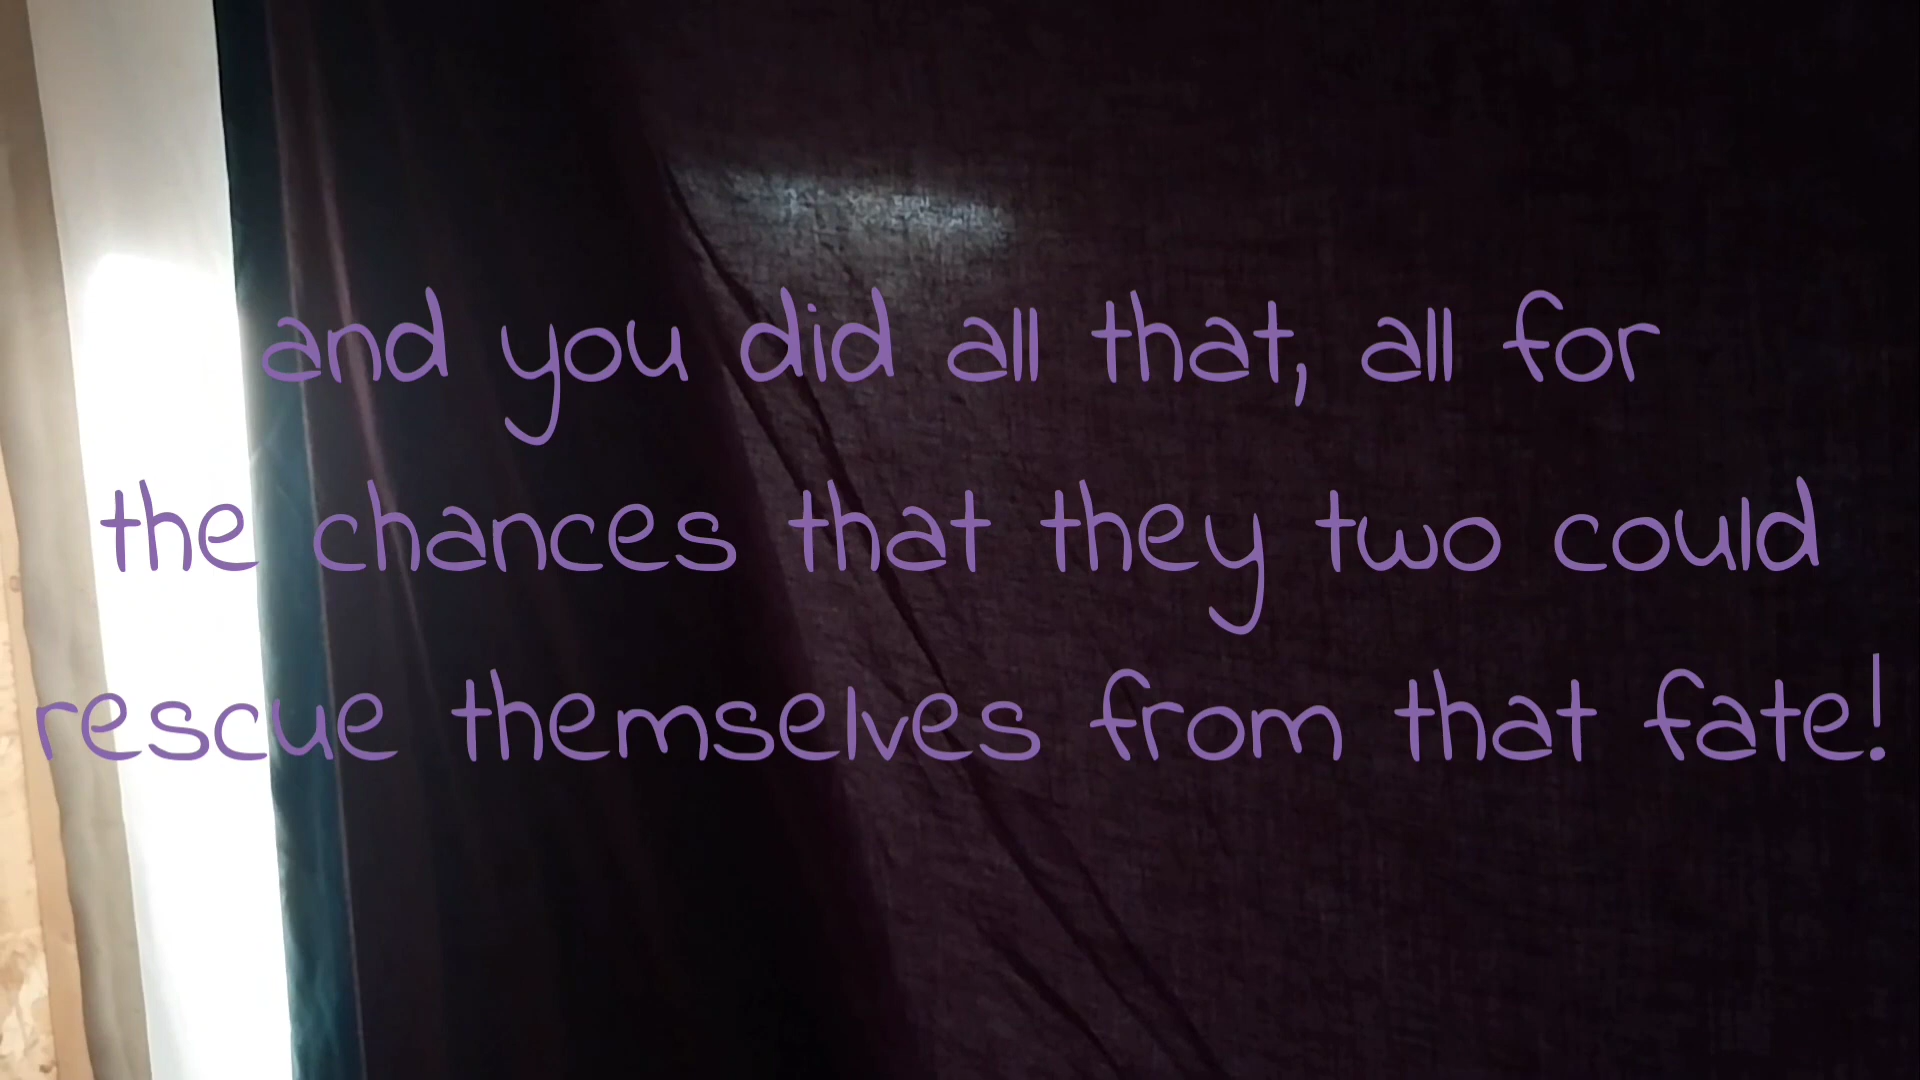 and you did all that, all for
the chances that they two could
rescue themselves from that fate!